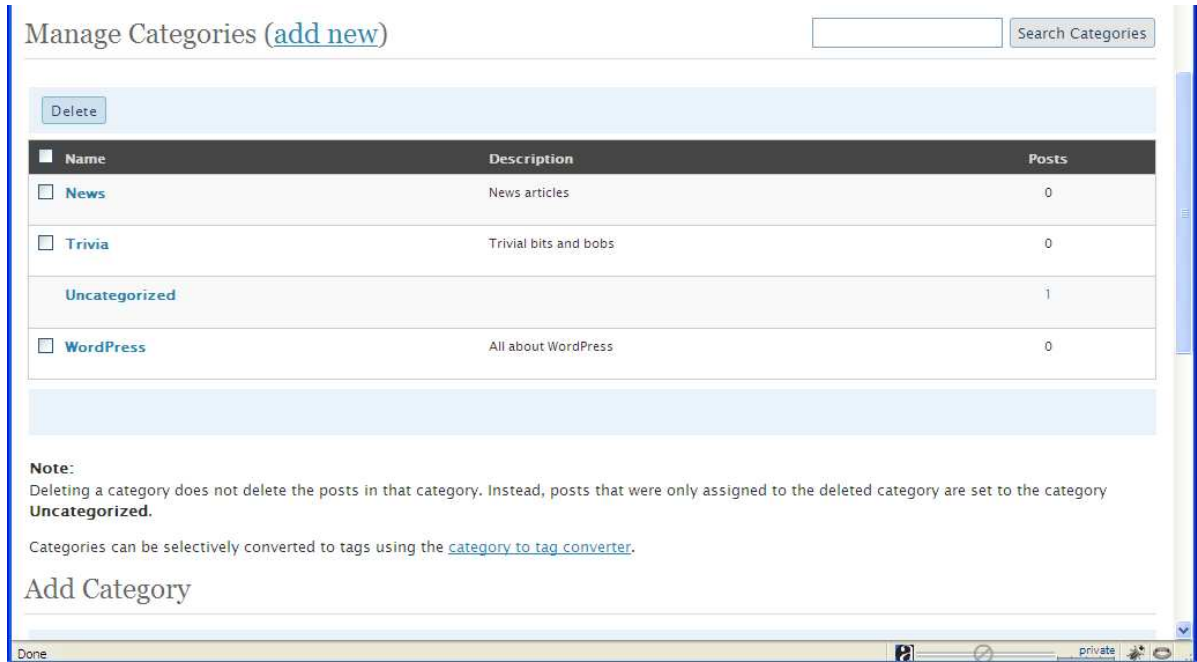 Manage Categories (add new) Search Categories
Delete
Name Description Posts
News News articles 0
Trivia Trivial bits and bobs 0
Uncategorized 1
WordPress All about WordPress 0
Note:
Deleting a category does not delete the posts in that category. Instead, posts that were only assigned to the deleted category are set to the category
Uncategorized.
Categories can be selectively converted to tags using the category to tag converter.
Add Category
Done private